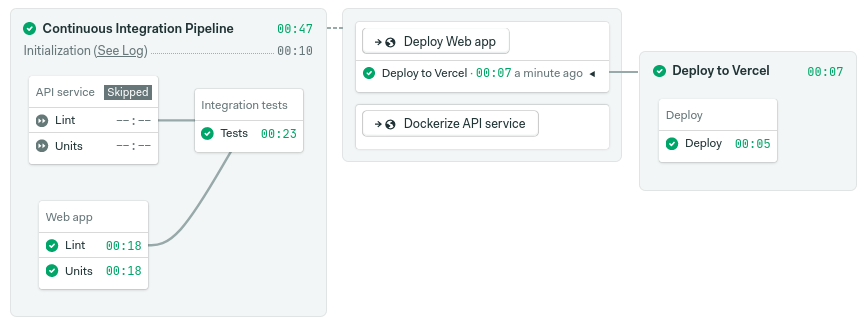 Continuous Integration Pipeline 00:47
Initialization (See Log) 00:10
API service Skipped
Lint --:--
Units --:--
Integration tests
Tests 00:23
Web app
Lint 00:18
Units 00:18
Deploy Web app
Deploy to Vercel · 00:07 a minute ago
Dockerize API service
Deploy to Vercel 00:07
Deploy
Deploy 00:05